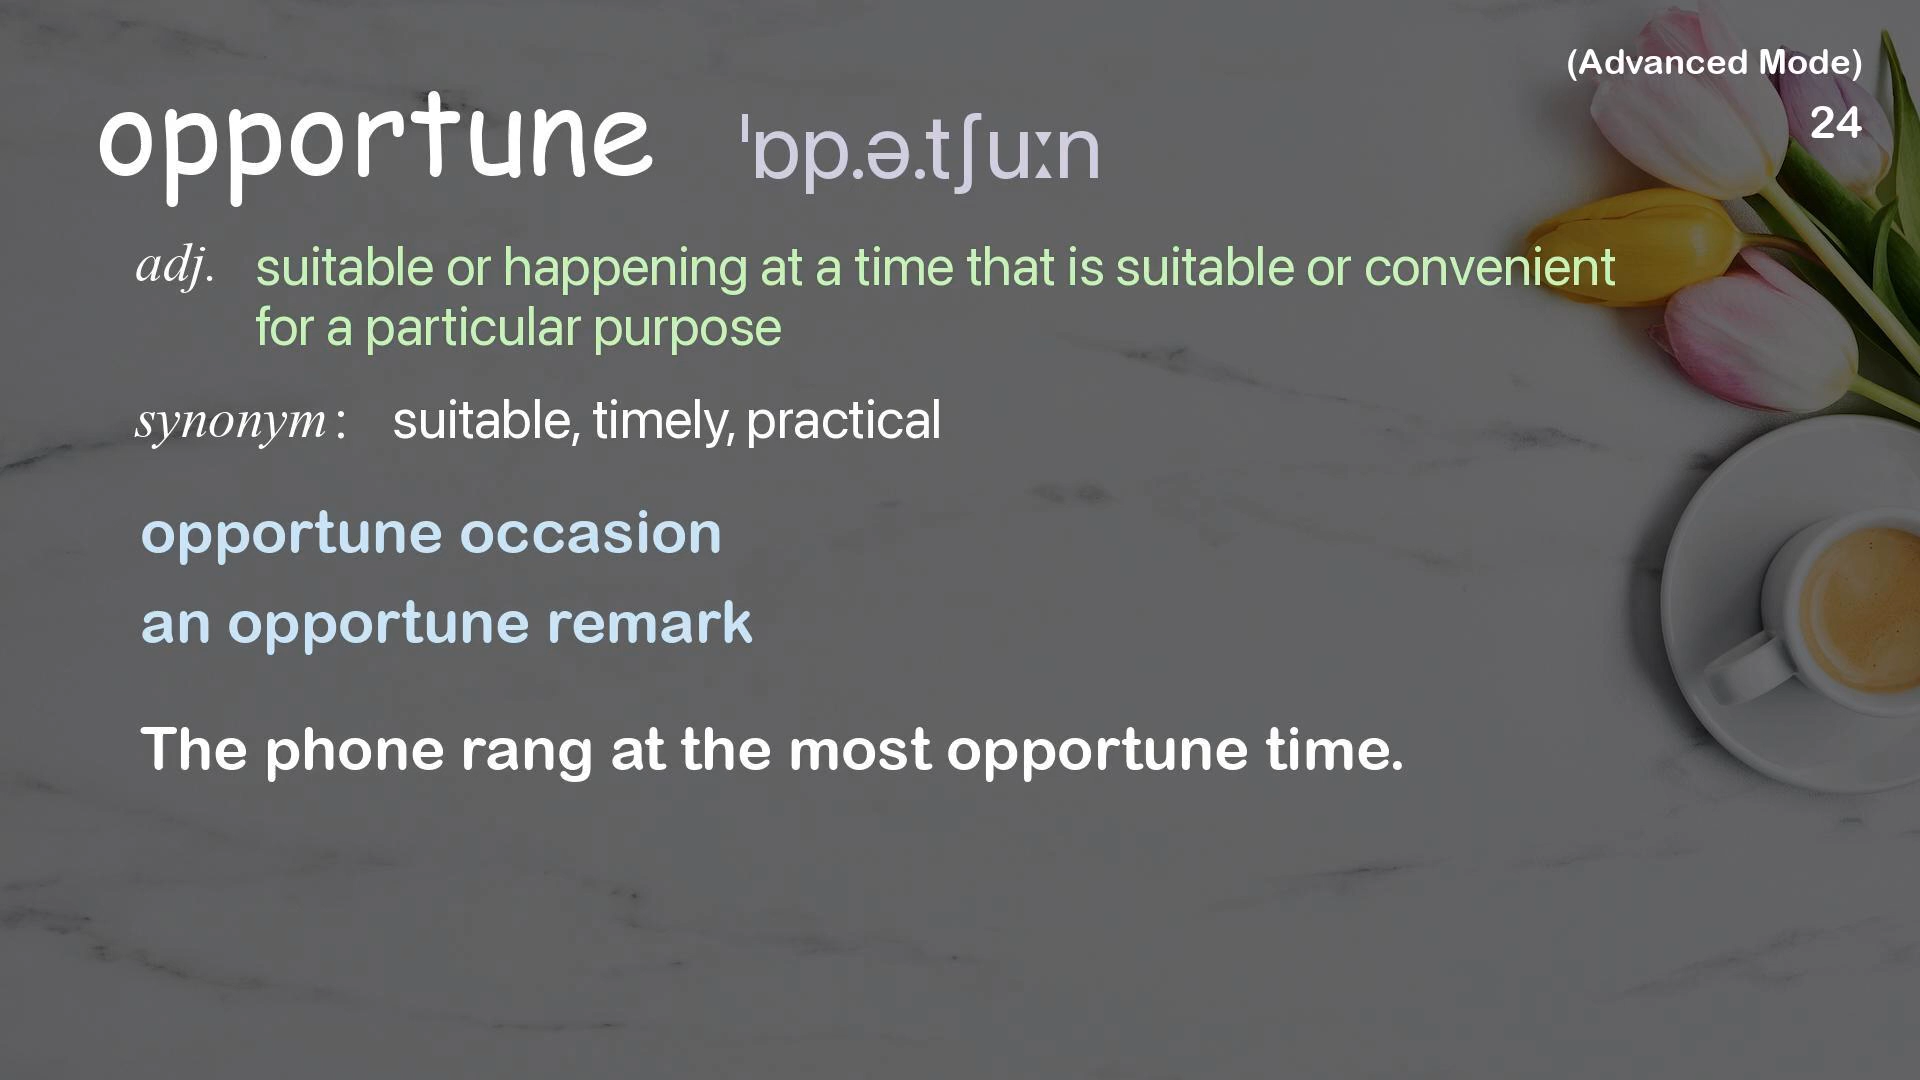 (Advanced Mode)
24
opportune ˈɒp.ə.tʃuːn
adj. suitable or happening at a time that is suitable or convenient
for a particular purpose
synonym: suitable, timely, practical
opportune occasion
an opportune remark
The phone rang at the most opportune time.